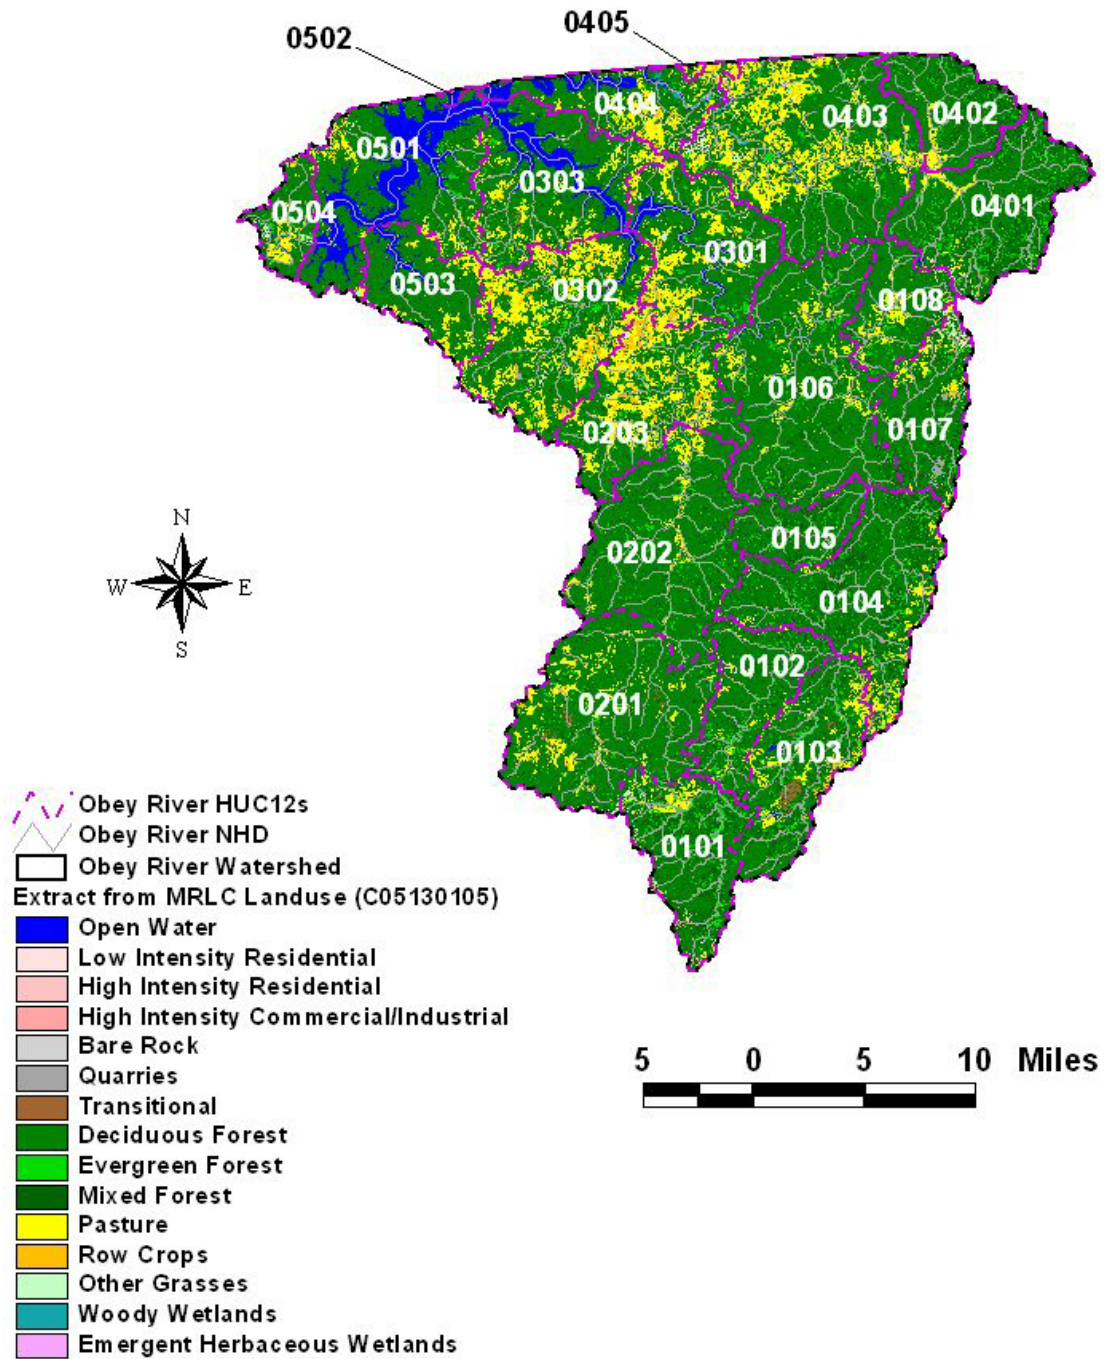 0405
0502
0404
0403
0402
0501
0303
0401
0504
0301
0503
0302
0108
0106
0203
0107
0105
0202
0104
0102
0201
0103
0101
N
W E
S
Obey River HUC12s
Obey River NHD
Obey River Watershed
Extract from MRLC Landuse (C05130105)
Open Water
Low Intensity Residential
High Intensity Residential
High Intensity Commercial/Industrial
Bare Rock
Quarries
Transitional
Deciduous Forest
Evergreen Forest
Mixed Forest
Pasture
Row Crops
Other Grasses
Woody Wetlands
Emergent Herbaceous Wetlands
5 0 5 10 Miles